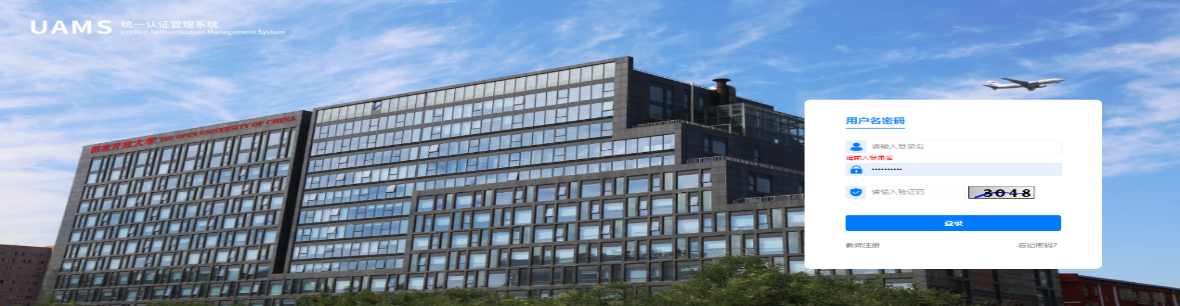 UAMS 统一认证管理系统
Unified Authentication Management System
国家开放大学 THE OPEN UNIVERSITY OF CHINA
用户名密码
请输入登录名
请输入登录名
••••••••••
请输入验证码
3048
登录
教师注册 忘记密码?